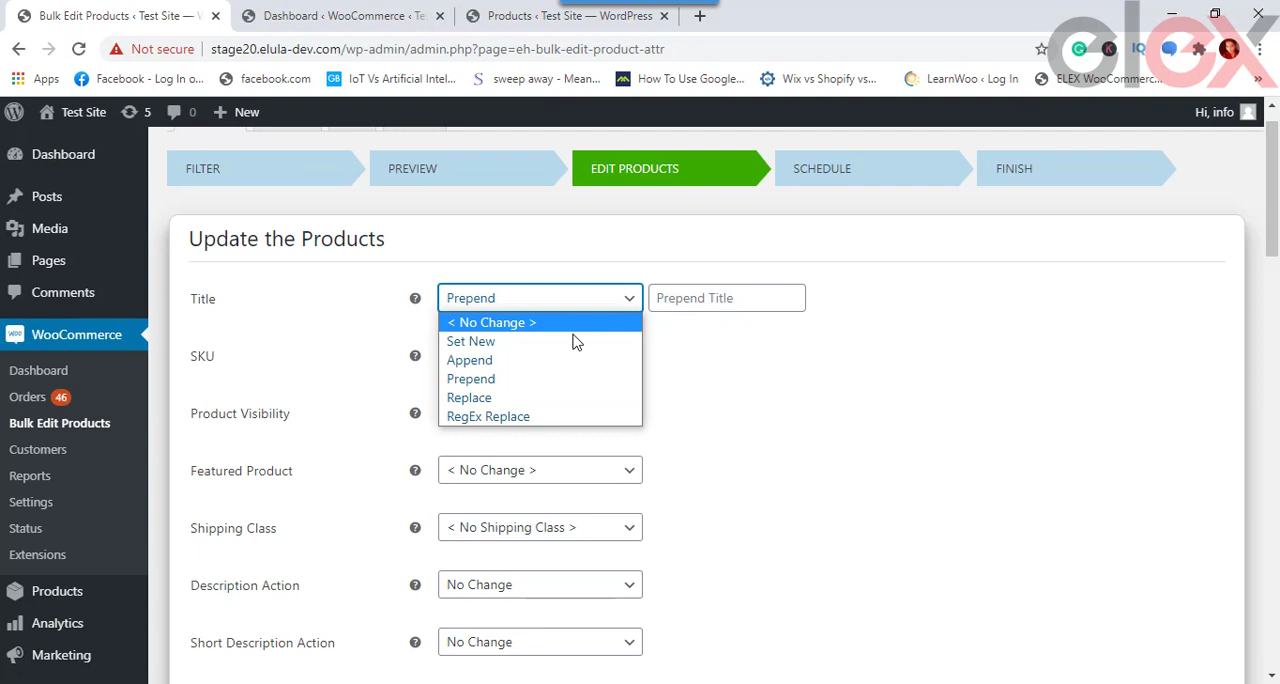 Bulk Edit Products ‹ Test Site — W
Dashboard ‹ WooCommerce ‹ Te
Products ‹ Test Site — WordPress
Not secure
stage20.elula-dev.com/wp-admin/admin.php?page=eh-bulk-edit-product-attr
elex
Apps
Facebook - Log In o...
facebook.com
GB
IoT Vs Artificial Intel...
sweep away - Mean...
How To Use Google...
Wix vs Shopify vs...
LearnWoo ‹ Log In
ELEX WooCommerc...
Test Site
5
0
New
Hi, info
Dashboard
Posts
Media
Pages
Comments
WooCommerce
Dashboard
Orders 46
Bulk Edit Products
Customers
Reports
Settings
Status
Extensions
Products
Analytics
Marketing
FILTER
PREVIEW
EDIT PRODUCTS
SCHEDULE
FINISH
Update the Products
Title
Prepend
Prepend Title
< No Change >
Set New
Append
Prepend
Replace
RegEx Replace
SKU
Product Visibility
Featured Product
< No Change >
Shipping Class
< No Shipping Class >
Description Action
No Change
Short Description Action
No Change